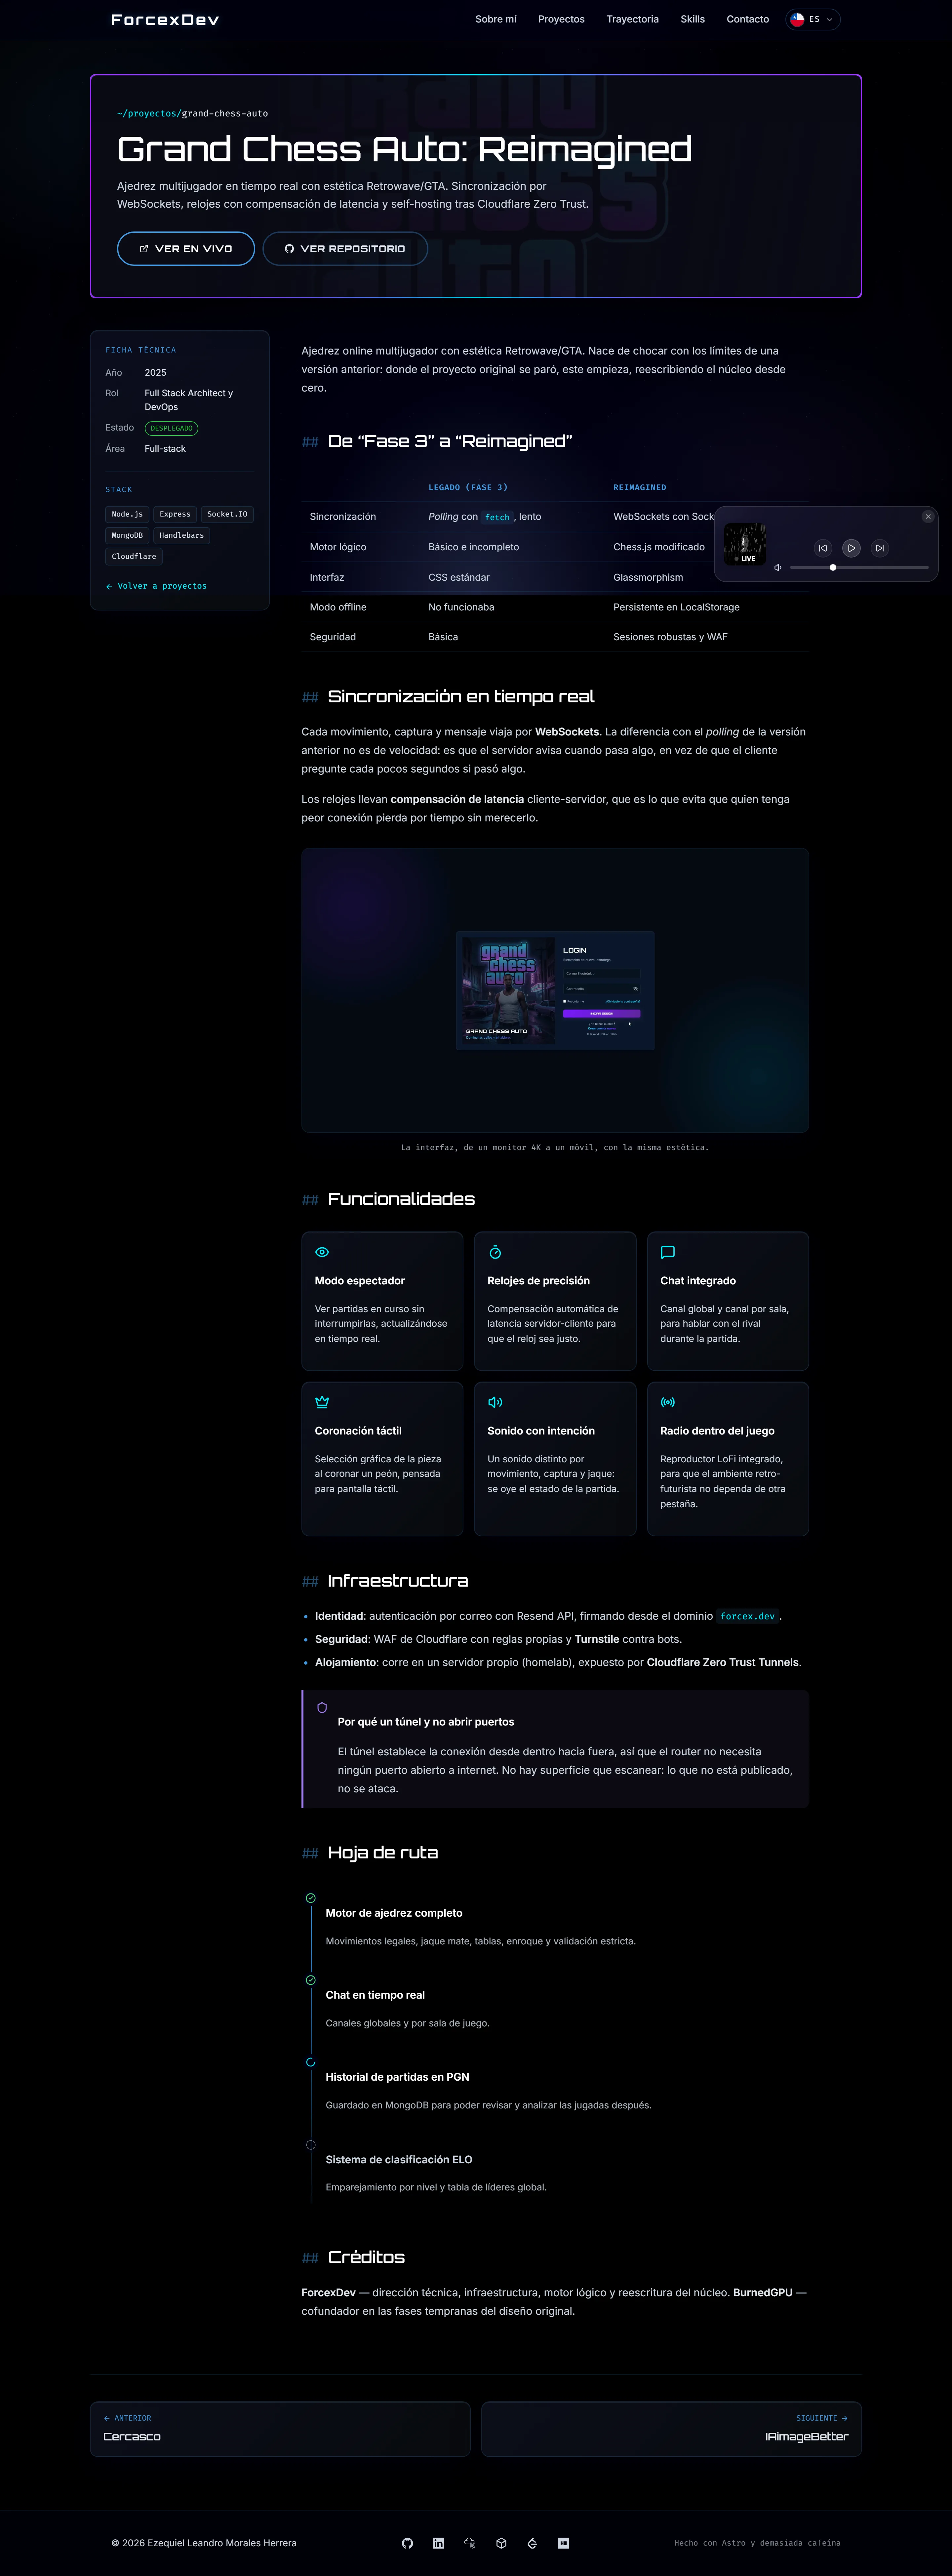 ForcexDev
Sobre mí
Proyectos
Trayectoria
Skills
Contacto
ES
~/proyectos/grand-chess-auto
Grand Chess Auto: Reimagined
Ajedrez multijugador en tiempo real con estética Retrowave/GTA. Sincronización por
WebSockets, relojes con compensación de latencia y self-hosting tras Cloudflare Zero Trust.
VER EN VIVO
VER REPOSITORIO
FICHA TÉCNICA
Año 2025
Rol Full Stack Architect y
DevOps
Estado DESPLEGADO
Área Full-stack
STACK
Node.js Express Socket.IO
MongoDB Handlebars
Cloudflare
← Volver a proyectos
Ajedrez online multijugador con estética Retrowave/GTA. Nace de chocar con los límites de una
versión anterior: donde el proyecto original se paró, este empieza, reescribiendo el núcleo desde
cero.
## De “Fase 3” a “Reimagined”
LEGADO (FASE 3) REIMAGINED
Sincronización Polling con fetch, lento WebSockets con Sock
Motor lógico Básico e incompleto Chess.js modificado
Interfaz CSS estándar Glassmorphism
Modo offline No funcionaba Persistente en LocalStorage
Seguridad Básica Sesiones robustas y WAF
LIVE
## Sincronización en tiempo real
Cada movimiento, captura y mensaje viaja por WebSockets. La diferencia con el polling de la versión
anterior no es de velocidad: es que el servidor avisa cuando pasa algo, en vez de que el cliente
pregunte cada pocos segundos si pasó algo.
Los relojes llevan compensación de latencia cliente-servidor, que es lo que evita que quien tenga
peor conexión pierda por tiempo sin merecerlo.
grand
chess
auto
GRAND CHESS AUTO
LOGIN
Correo Electrónico
Contraseña
INICIAR SESIÓN
La interfaz, de un monitor 4K a un móvil, con la misma estética.
## Funcionalidades
Modo espectador
Ver partidas en curso sin
interrumpirlas, actualizándose
en tiempo real.
Relojes de precisión
Compensación automática de
latencia servidor-cliente para
que el reloj sea justo.
Chat integrado
Canal global y canal por sala,
para hablar con el rival
durante la partida.
Coronación táctil
Selección gráfica de la pieza
al coronar un peón, pensada
para pantalla táctil.
Sonido con intención
Un sonido distinto por
movimiento, captura y jaque:
se oye el estado de la partida.
Radio dentro del juego
Reproductor LoFi integrado,
para que el ambiente retro-
futurista no dependa de otra
pestaña.
## Infraestructura
• Identidad: autenticación por correo con Resend API, firmando desde el dominio forcex.dev.
• Seguridad: WAF de Cloudflare con reglas propias y Turnstile contra bots.
• Alojamiento: corre en un servidor propio (homelab), expuesto por Cloudflare Zero Trust Tunnels.
Por qué un túnel y no abrir puertos
El túnel establece la conexión desde dentro hacia fuera, así que el router no necesita
ningún puerto abierto a internet. No hay superficie que escanear: lo que no está publicado,
no se ataca.
## Hoja de ruta
Motor de ajedrez completo
Movimientos legales, jaque mate, tablas, enroque y validación estricta.
Chat en tiempo real
Canales globales y por sala de juego.
Historial de partidas en PGN
Guardado en MongoDB para poder revisar y analizar las jugadas después.
Sistema de clasificación ELO
Emparejamiento por nivel y tabla de líderes global.
## Créditos
ForcexDev — dirección técnica, infraestructura, motor lógico y reescritura del núcleo. BurnedGPU —
cofundador en las fases tempranas del diseño original.
← ANTERIOR
Cercasco
SIGUIENTE →
IAimageBetter
© 2026 Ezequiel Leandro Morales Herrera
Hecho con Astro y demasiada cafeína